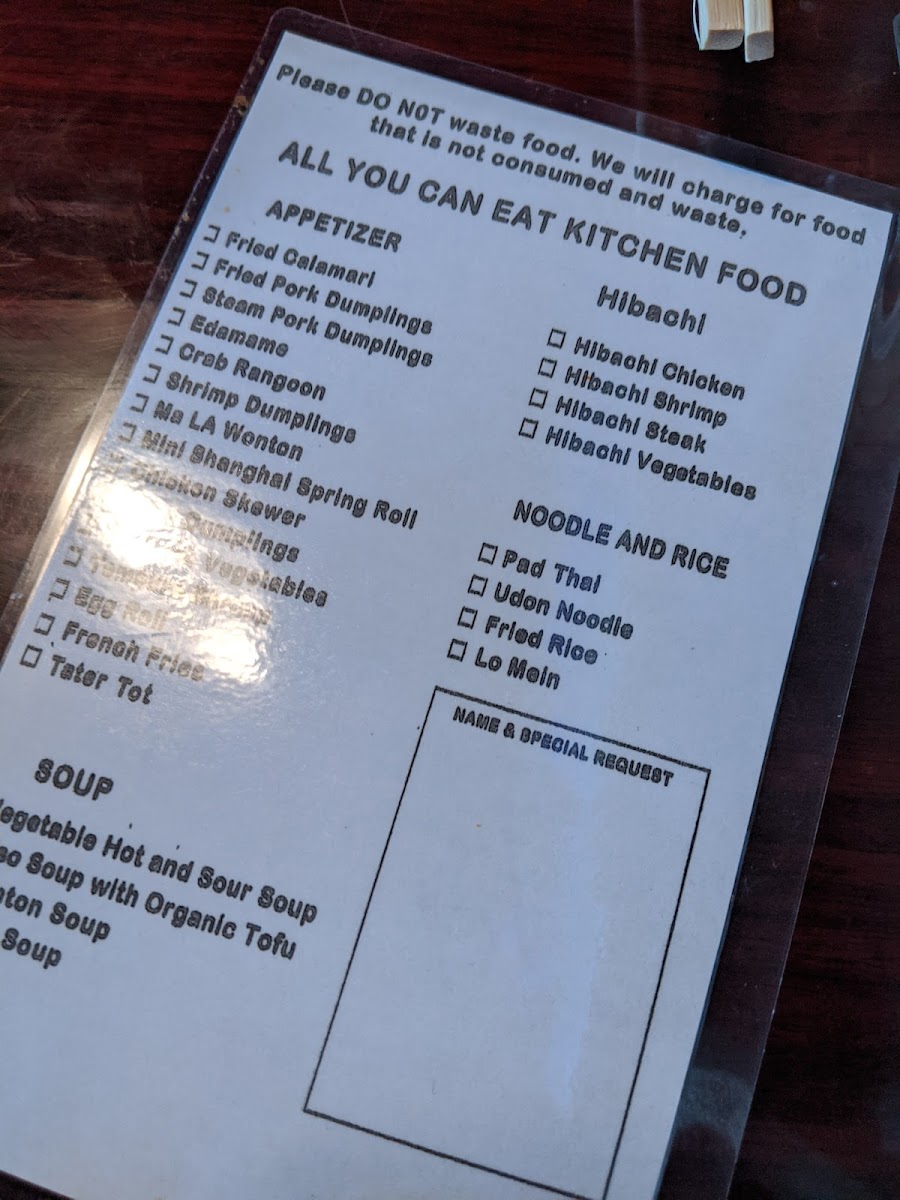 Please DO NOT waste food. We will charge for food
that is not consumed and waste,
ALL YOU CAN EAT KITCHEN FOOD
APPETIZER
Fried Calamari
Fried Pork Dumplings
Steam Pork Dumplings
Edamame
Crab Rangoon
Shrimp Dumplings
Ma LA Wonton
Mini Shanghai Spring Roll
Chicken Skewer
Dumplings
Vegetables
Shrimp
Egg Roll
French Fries
Tater Tot
SOUP
Vegetable Hot and Sour Soup
Soup with Organic Tofu
Soup
Soup
Hibachi
Hibachi Chicken
Hibachi Shrimp
Hibachi Steak
Hibachi Vegetables
NOODLE AND RICE
Pad Thai
Udon Noodle
Fried Rice
Lo Mein
NAME & SPECIAL REQUEST